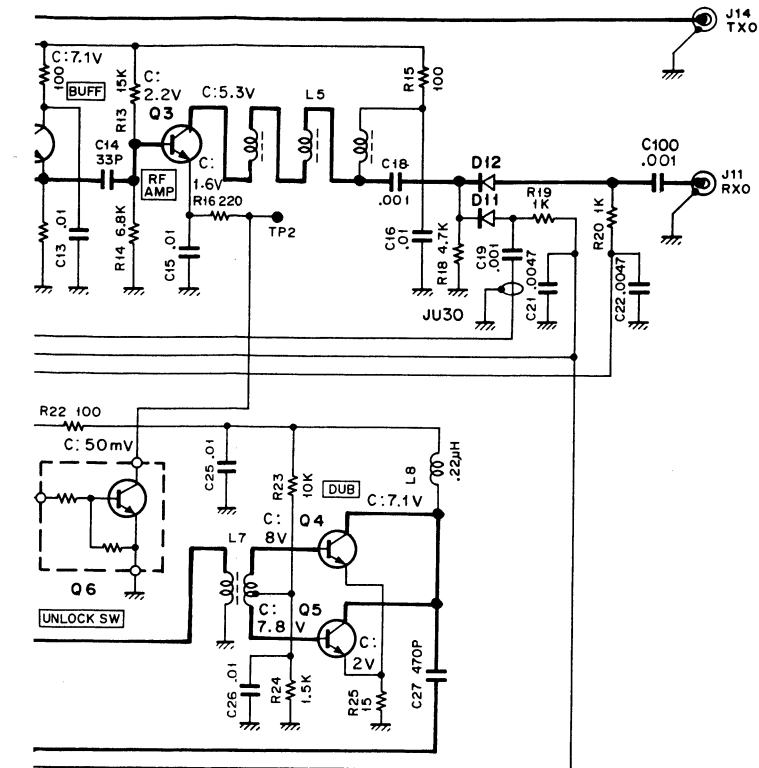 J14
TXO
C:7.1V
100
BUFF
15K
R13
C:
2.2V
Q3
C:5.3V
L5
R15
100
C14
33P
RF
AMP
C:
1.6V
R16 220
TP2
C18
.001
D12
D11
C100
.001
J11
RXO
R19
1K
R20 1K
C13 .01
R14 6.8K
C15 .01
C16
.01
R18 4.7K
C19
.001
C21 .0047
C22 .0047
JU30
R22 100
C:50mV
C25 .01
R23
10K
DUB
L8
.22μH
C:7.1V
C:
8V
Q4
L7
Q6
UNLOCK SW
C:
7.8 V
Q5
C:
2V
C26 .01
R24
1.5K
R25
15
C27 470P